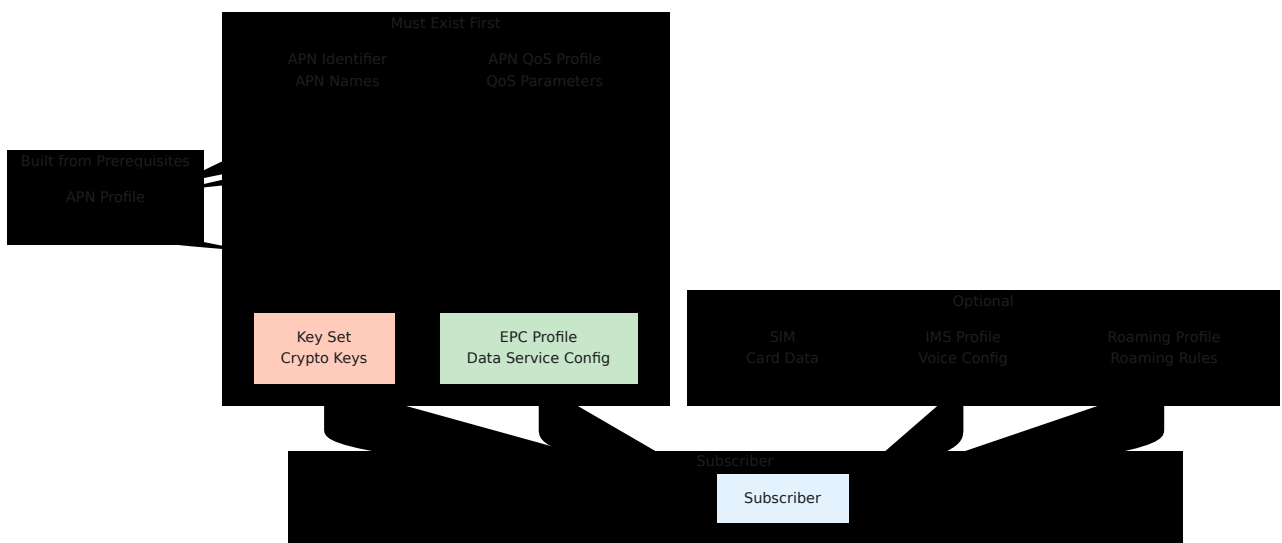 Must Exist First
APN Identifier
APN Names
APN QoS Profile
QoS Parameters
Built from Prerequisites
APN Profile
Key Set
Crypto Keys
EPC Profile
Data Service Config
Optional
SIM
Card Data
IMS Profile
Voice Config
Roaming Profile
Roaming Rules
Subscriber
Subscriber